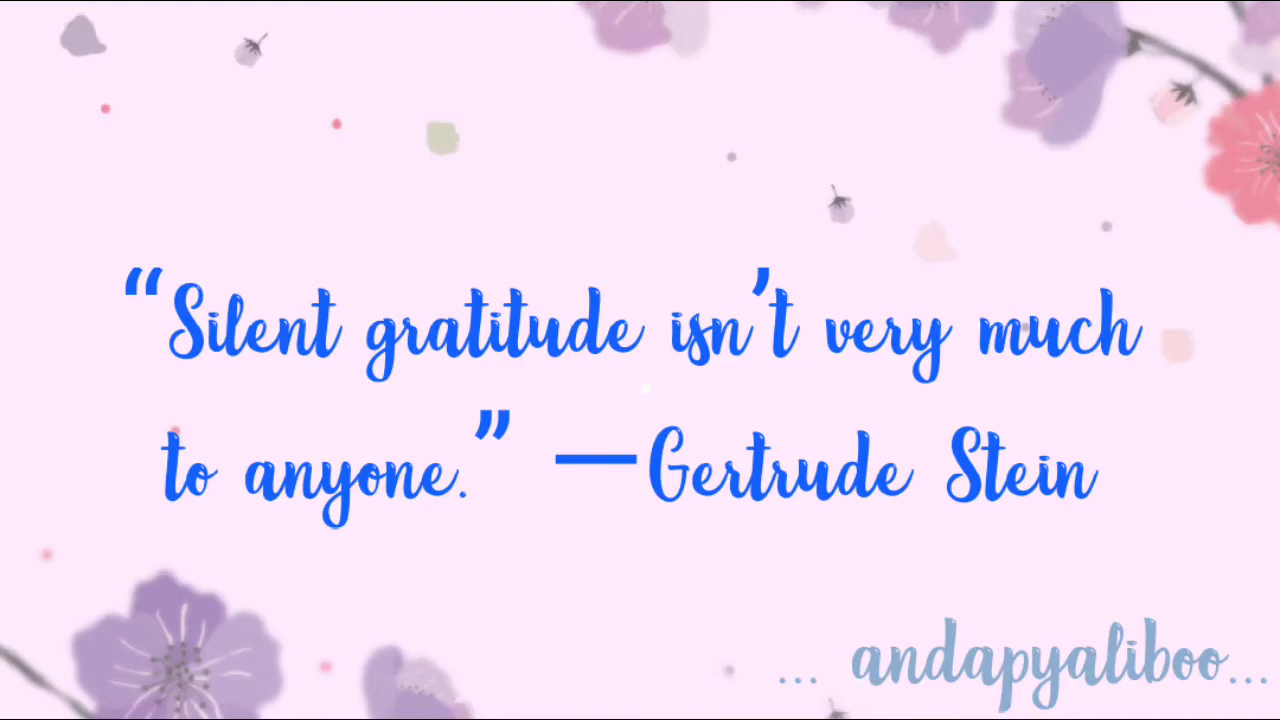 “Silent gratitude isn’t very much
to anyone.” —Gertrude Stein
... andapyaliboo...